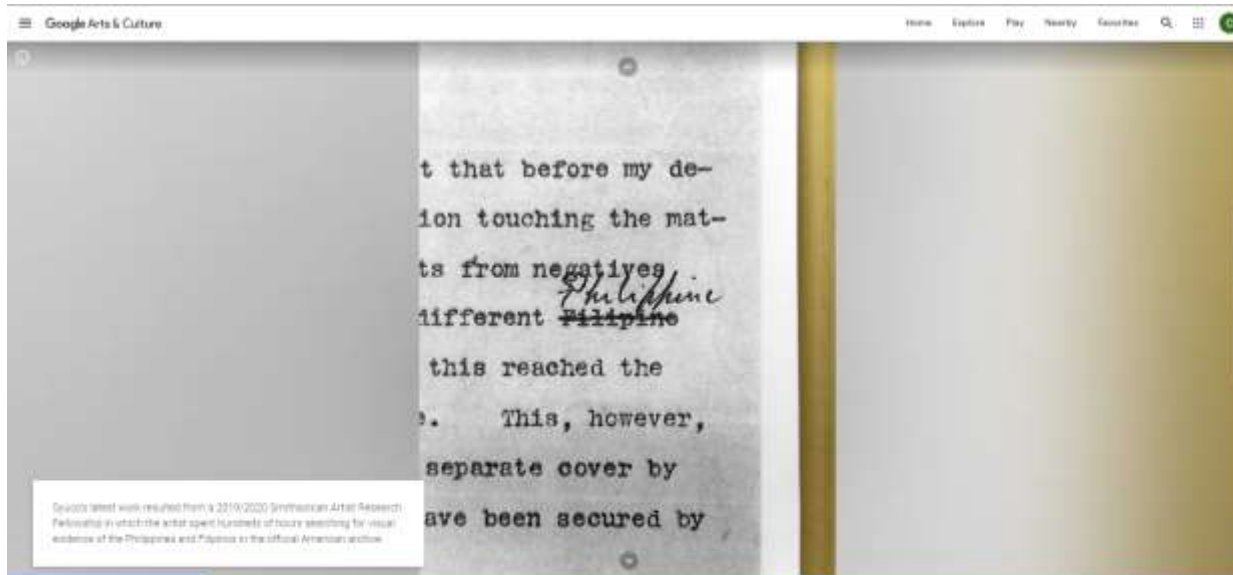 Google Arts & Culture
Home Explore Play Nearby Favorites
t that before my de-
ion touching the mat-
ts from negatives
Philippine
different Filipino
this reached the
e. This, however,
separate cover by
ave been secured by
Syjuco's latest work resulted from a 2019/2020 Smithsonian Artist Research
Fellowship in which the artist spent hundreds of hours searching for visual
evidence of the Philippines and Filipinos in the official American archive